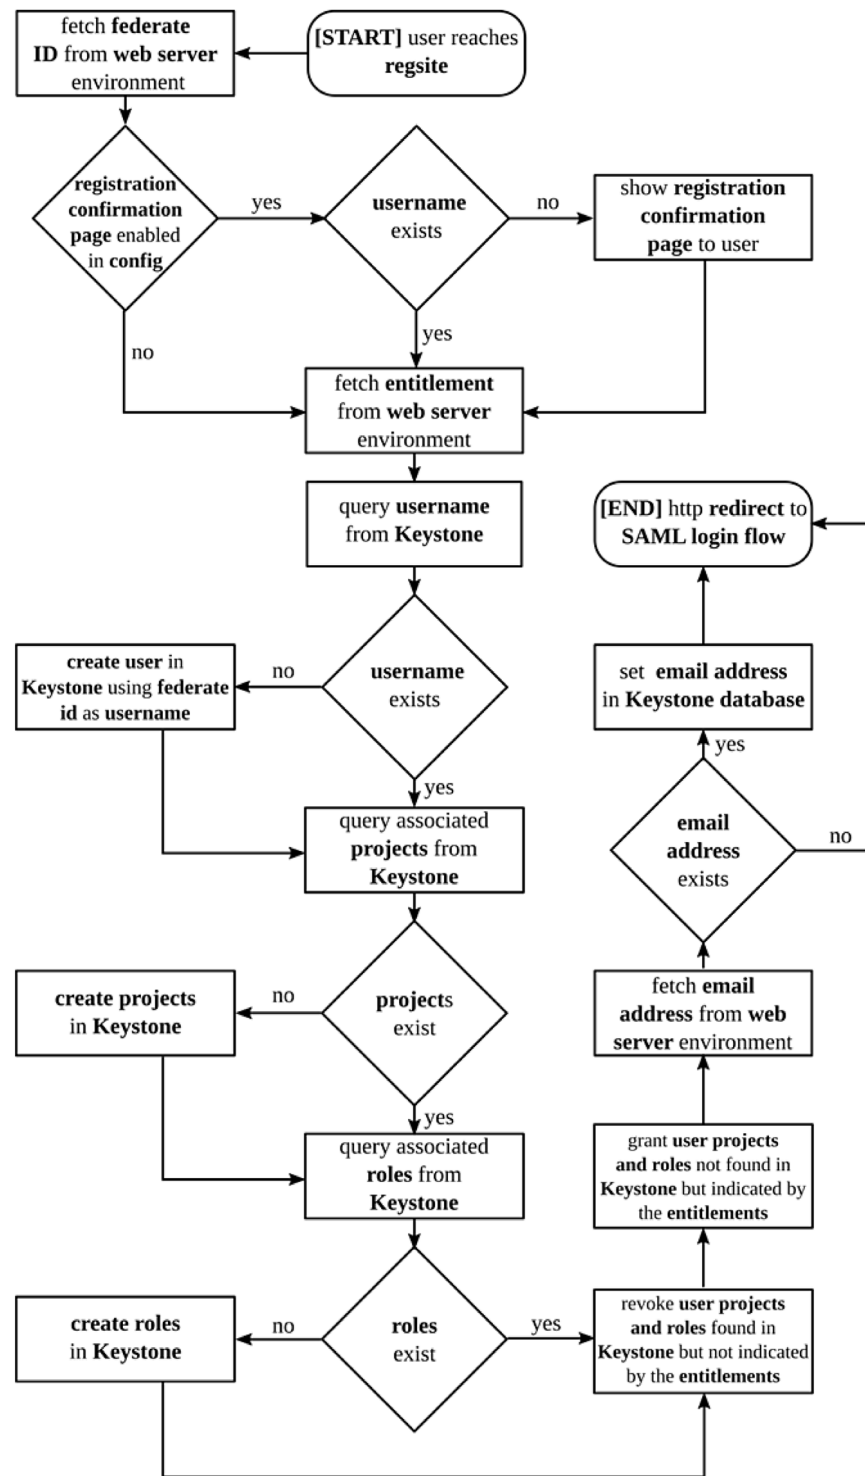 fetch federate
ID from web server
environment
[START] user reaches
regsite
registration
confirmation
page enabled
in config
yes
username
exists
no
show registration
confirmation
page to user
no
yes
fetch entitlement
from web server
environment
query username
from Keystone
[END] http redirect to
SAML login flow
create user in
Keystone using federate
id as username
no
username
exists
set email address
in Keystone database
yes
yes
query associated
projects from
Keystone
email
address
exists
no
create projects
in Keystone
no
projects
exist
fetch email
address from web
server environment
yes
query associated
roles from
Keystone
grant user projects
and roles not found in
Keystone but indicated by
the entitlements
create roles
in Keystone
no
roles
exist
yes
revoke user projects
and roles found in
Keystone but not indicated
by the entitlements